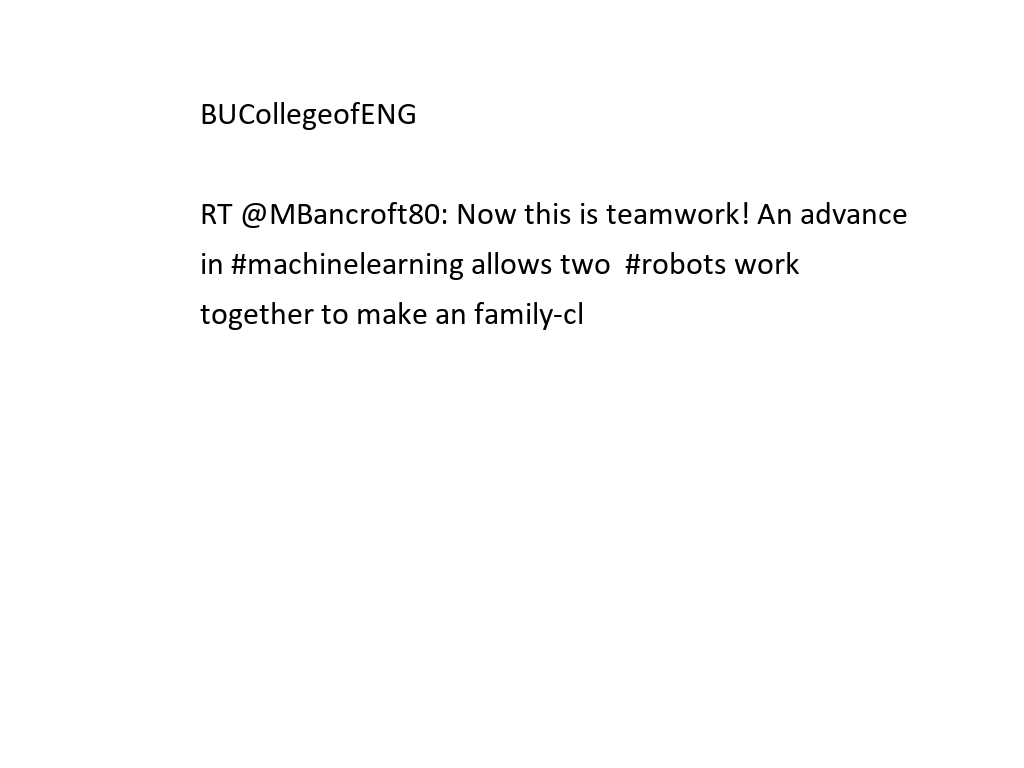 BUCollegeofENG
RT @MBancroft80: Now this is teamwork! An advance
in #machinelearning allows two  #robots work
together to make an family-cl